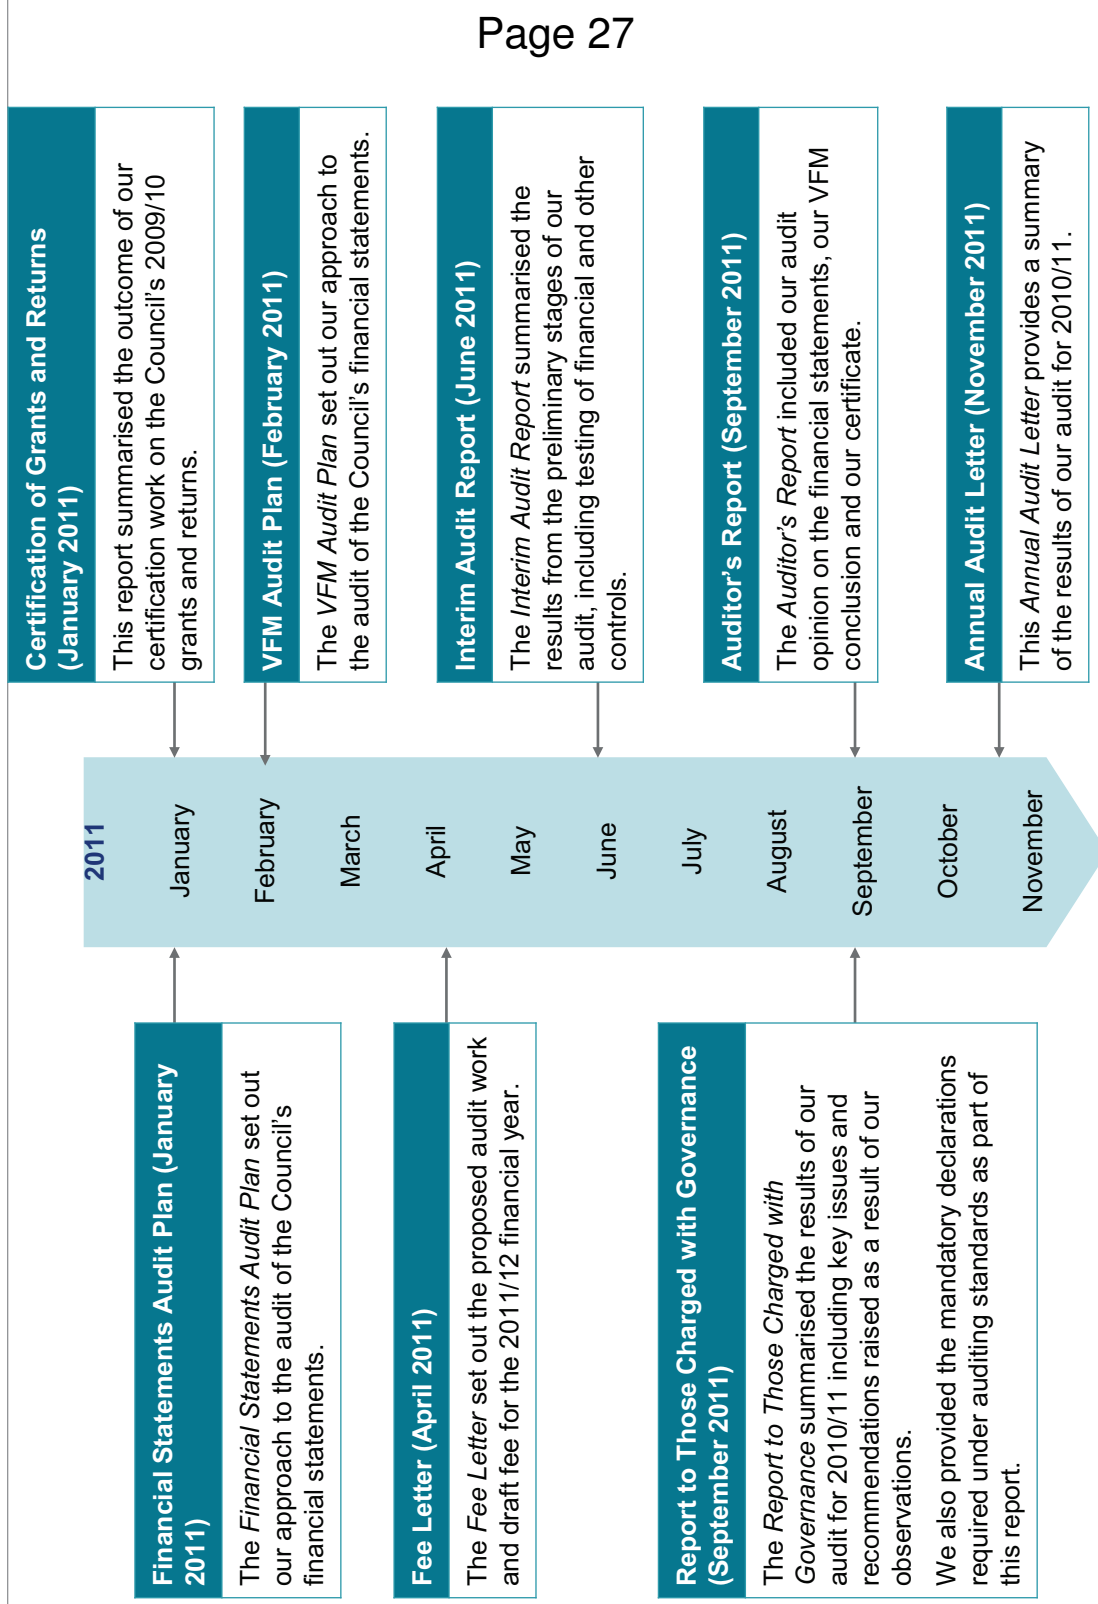 Page 27
Certification of Grants and Returns
(January 2011)
This report summarised the outcome of our
certification work on the Council’s 2009/10
grants and returns.
VFM Audit Plan (February 2011)
The VFM Audit Plan set out our approach to
the audit of the Council’s financial statements.
Interim Audit Report (June 2011)
The Interim Audit Report summarised the
results from the preliminary stages of our
audit, including testing of financial and other
controls.
Auditor’s Report (September 2011)
The Auditor’s Report included our audit
opinion on the financial statements, our VFM
conclusion and our certificate.
Annual Audit Letter (November 2011)
This Annual Audit Letter provides a summary
of the results of our audit for 2010/11.
2011
January
February
March
April
May
June
July
August
September
October
November
Financial Statements Audit Plan (January
2011)
The Financial Statements Audit Plan set out
our approach to the audit of the Council’s
financial statements.
Fee Letter (April 2011)
The Fee Letter set out the proposed audit work
and draft fee for the 2011/12 financial year.
Report to Those Charged with Governance
(September 2011)
The Report to Those Charged with
Governance summarised the results of our
audit for 2010/11 including key issues and
recommendations raised as a result of our
observations.
We also provided the mandatory declarations
required under auditing standards as part of
this report.